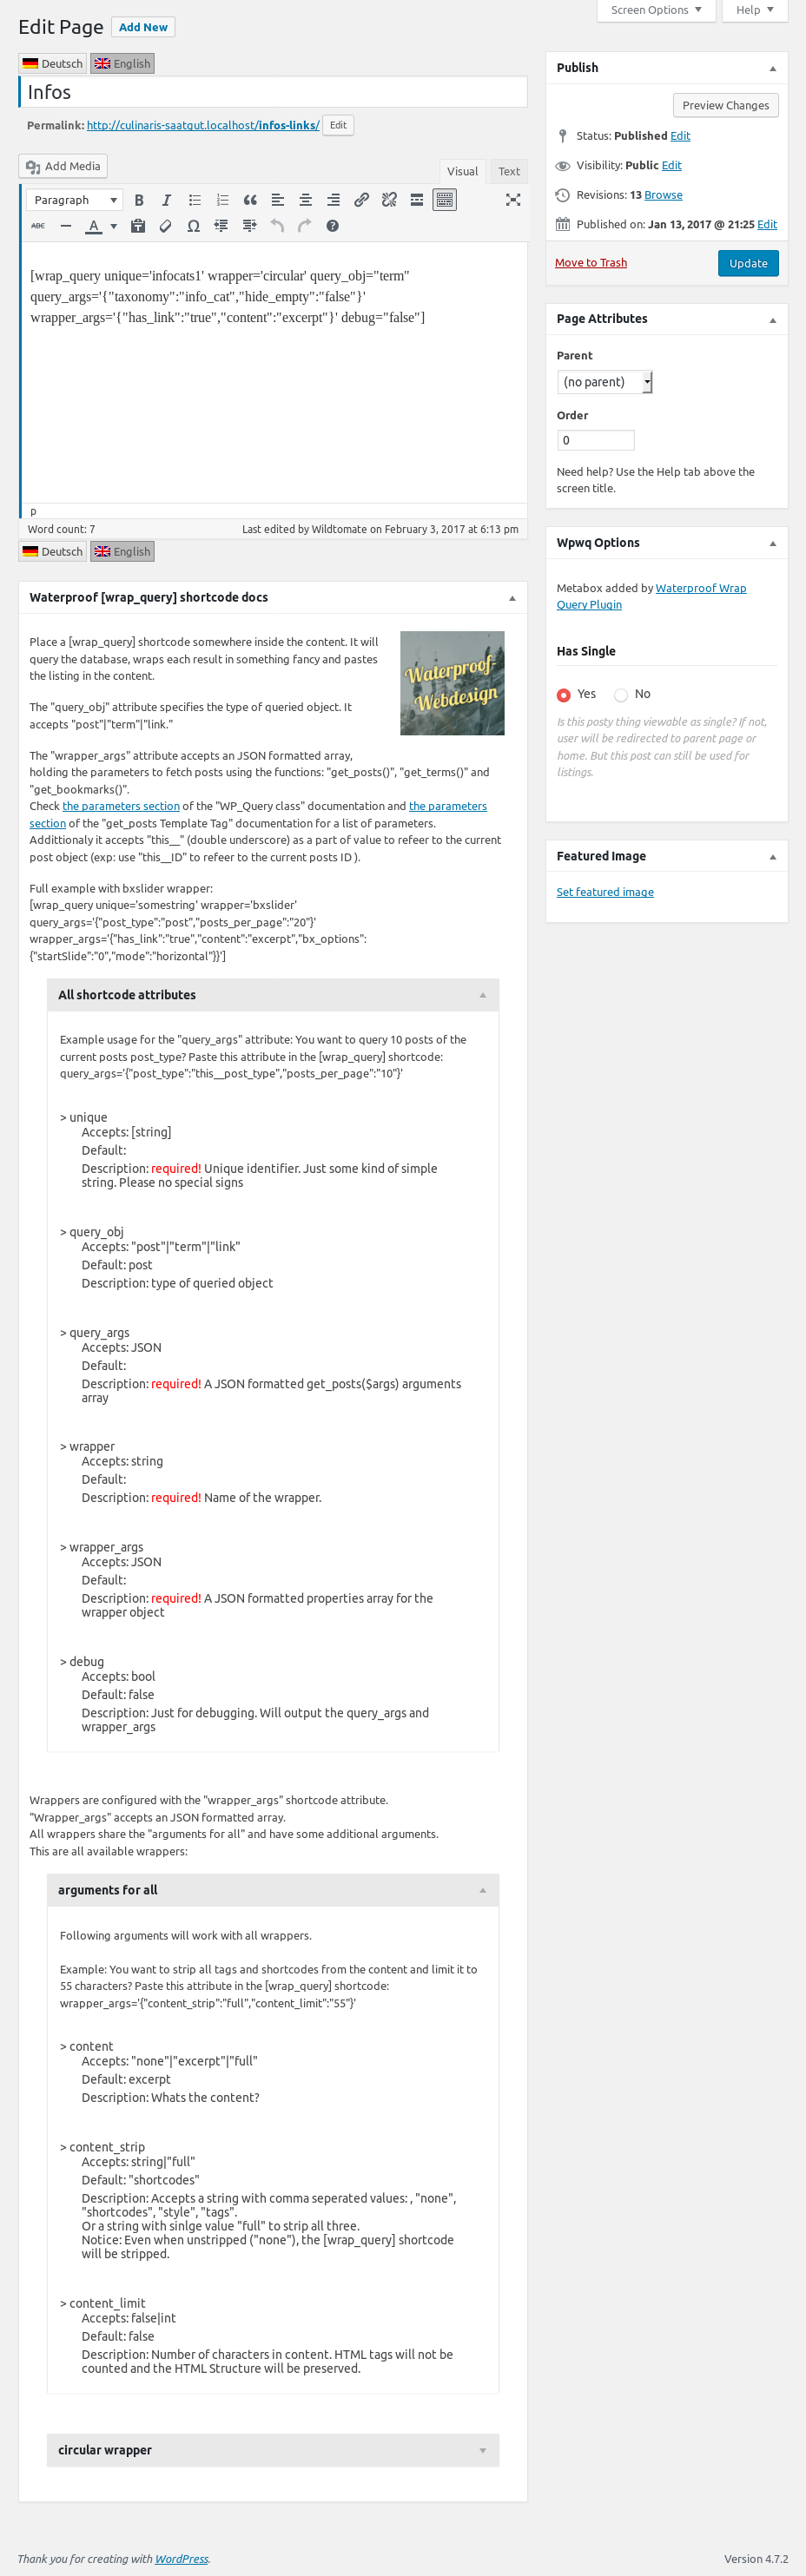 Screen Options
Help
Edit Page Add New
Deutsch English
Infos
Permalink: http://culinaris-saatgut.localhost/infos-links/ Edit
Add Media
Visual Text
Paragraph
[wrap_query unique='infocats1' wrapper='circular' query_obj="term"
query_args='{"taxonomy":"info_cat","hide_empty":"false"}'
wrapper_args='{"has_link":"true","content":"excerpt"}' debug="false"]
p
Word count: 7 Last edited by Wildtomate on February 3, 2017 at 6:13 pm
Deutsch English
Waterproof [wrap_query] shortcode docs
Place a [wrap_query] shortcode somewhere inside the content. It will
query the database, wraps each result in something fancy and pastes
the listing in the content.
Waterproof-
Webdesign
The "query_obj" attribute specifies the type of queried object. It
accepts "post"|"term"|"link."
The "wrapper_args" attribute accepts an JSON formatted array,
holding the parameters to fetch posts using the functions: "get_posts()", "get_terms()" and
"get_bookmarks()".
Check the parameters section of the "WP_Query class" documentation and the parameters
section of the "get_posts Template Tag" documentation for a list of parameters.
Addittionaly it accepts "this__" (double underscore) as a part of value to refeer to the current
post object (exp: use "this__ID" to refeer to the current posts ID ).
Full example with bxslider wrapper:
[wrap_query unique='somestring' wrapper='bxslider'
query_args='{"post_type":"post","posts_per_page":"20"}'
wrapper_args='{"has_link":"true","content":"excerpt","bx_options":
{"startSlide":"0","mode":"horizontal"}}']
All shortcode attributes
Example usage for the "query_args" attribute: You want to query 10 posts of the
current posts post_type? Paste this attribute in the [wrap_query] shortcode:
query_args='{"post_type":"this__post_type","posts_per_page":"10"}'
> unique
Accepts: [string]
Default:
Description: required! Unique identifier. Just some kind of simple
string. Please no special signs
> query_obj
Accepts: "post"|"term"|"link"
Default: post
Description: type of queried object
> query_args
Accepts: JSON
Default:
Description: required! A JSON formatted get_posts($args) arguments
array
> wrapper
Accepts: string
Default:
Description: required! Name of the wrapper.
> wrapper_args
Accepts: JSON
Default:
Description: required! A JSON formatted properties array for the
wrapper object
> debug
Accepts: bool
Default: false
Description: Just for debugging. Will output the query_args and
wrapper_args
Wrappers are configured with the "wrapper_args" shortcode attribute.
"Wrapper_args" accepts an JSON formatted array.
All wrappers share the "arguments for all" and have some additional arguments.
This are all available wrappers:
arguments for all
Following arguments will work with all wrappers.
Example: You want to strip all tags and shortcodes from the content and limit it to
55 characters? Paste this attribute in the [wrap_query] shortcode:
wrapper_args='{"content_strip":"full","content_limit":"55"}'
> content
Accepts: "none"|"excerpt"|"full"
Default: excerpt
Description: Whats the content?
> content_strip
Accepts: string|"full"
Default: "shortcodes"
Description: Accepts a string with comma seperated values: , "none",
"shortcodes", "style", "tags".
Or a string with sinlge value "full" to strip all three.
Notice: Even when unstripped ("none"), the [wrap_query] shortcode
will be stripped.
> content_limit
Accepts: false|int
Default: false
Description: Number of characters in content. HTML tags will not be
counted and the HTML Structure will be preserved.
circular wrapper
Publish
Preview Changes
Status: Published Edit
Visibility: Public Edit
Revisions: 13 Browse
Published on: Jan 13, 2017 @ 21:25 Edit
Move to Trash Update
Page Attributes
Parent
(no parent)
Order
0
Need help? Use the Help tab above the
screen title.
Wpwq Options
Metabox added by Waterproof Wrap
Query Plugin
Has Single
Yes No
Is this posty thing viewable as single? If not,
user will be redirected to parent page or
home. But this post can still be used for
listings.
Featured Image
Set featured image
Thank you for creating with WordPress.
Version 4.7.2